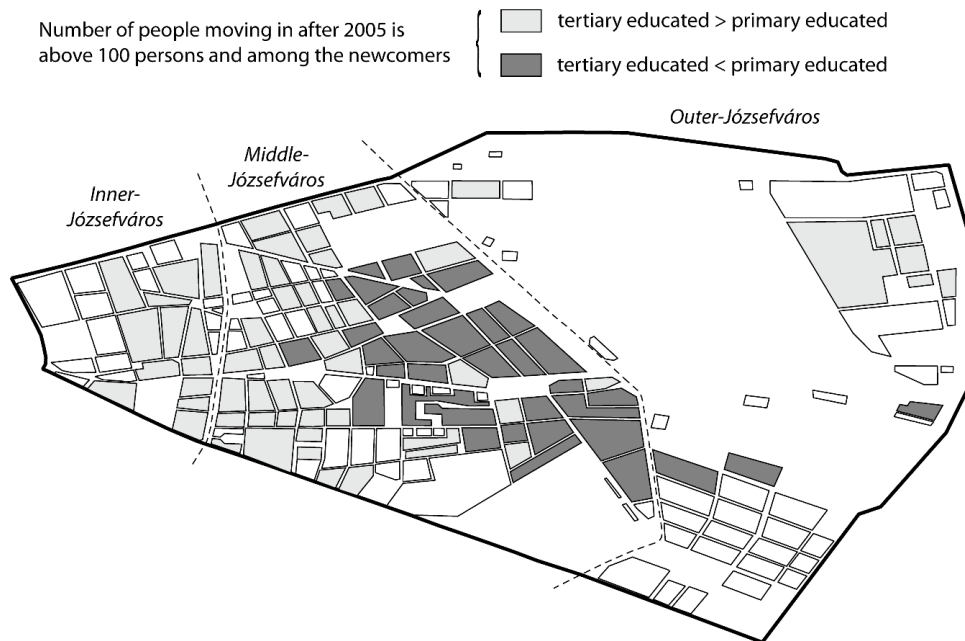 Number of people moving in after 2005 is
above 100 persons and among the newcomers
tertiary educated > primary educated
tertiary educated < primary educated
Outer-Józsefváros
Middle-
Józsefváros
Inner-
Józsefváros